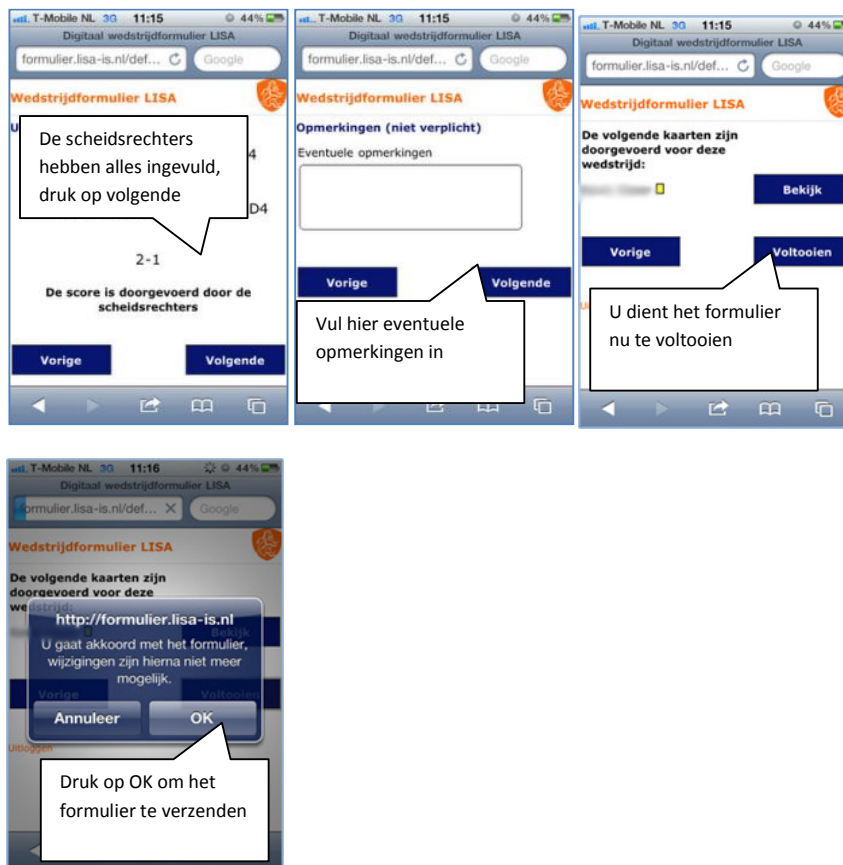 T-Mobile NL 3G 11:15 44%
Digitaal wedstrijdformulier LISA
formulier.lisa-is.nl/def... Google
Wedstrijdformulier LISA
U
De scheidsrechters
hebben alles ingevuld,
druk op volgende
4
D4
2-1
De score is doorgevoerd door de
scheidsrechters
Vorige Volgende
T-Mobile NL 3G 11:15 44%
Digitaal wedstrijdformulier LISA
formulier.lisa-is.nl/def... Google
Wedstrijdformulier LISA
Opmerkingen (niet verplicht)
Eventuele opmerkingen
Vorige Volgende
Vul hier eventuele
opmerkingen in
T-Mobile NL 3G 11:15 44%
Digitaal wedstrijdformulier LISA
formulier.lisa-is.nl/def... Google
Wedstrijdformulier LISA
De volgende kaarten zijn
doorgevoerd voor deze
wedstrijd:
Bekijk
Vorige Voltooien
U dient het formulier
nu te voltooien
T-Mobile NL 3G 11:16 44%
Digitaal wedstrijdformulier LISA
formulier.lisa-is.nl/def... Google
Wedstrijdformulier LISA
De volgende kaarten zijn
doorgevoerd voor deze
wedstrijd:
Bekijk
http://formulier.lisa-is.nl
U gaat akkoord met het formulier,
wijzigingen zijn hierna niet meer
mogelijk.
Vorige Voltooien
Annuleer OK
Uitloggen
Druk op OK om het
formulier te verzenden